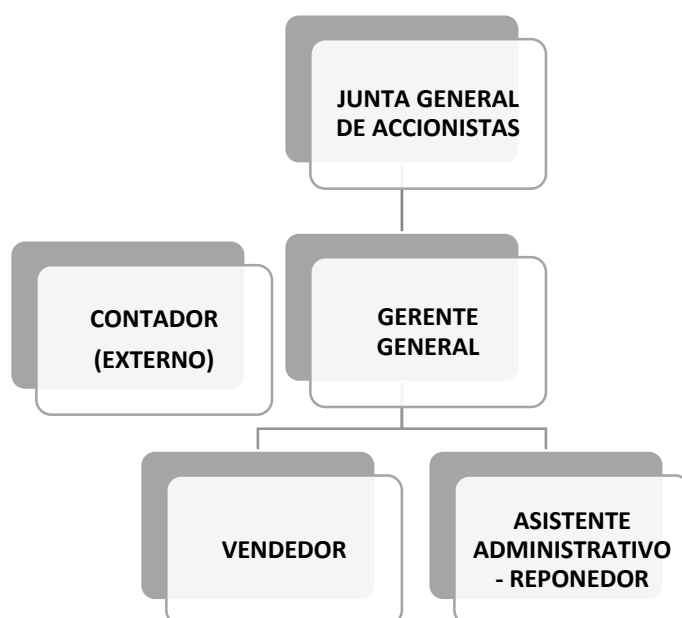 JUNTA GENERAL
DE ACCIONISTAS
CONTADOR
(EXTERNO)
GERENTE
GENERAL
VENDEDOR
ASISTENTE
ADMINISTRATIVO
- REPONEDOR